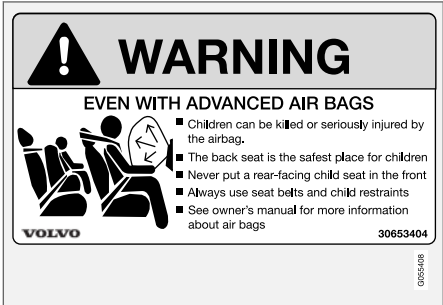 WARNING
EVEN WITH ADVANCED AIR BAGS
■ Children can be killed or seriously injured by
the airbag.
■ The back seat is the safest place for children
■ Never put a rear-facing child seat in the front
■ Always use seat belts and child restraints
■ See owner's manual for more information
about air bags
VOLVO
30653404
G055408